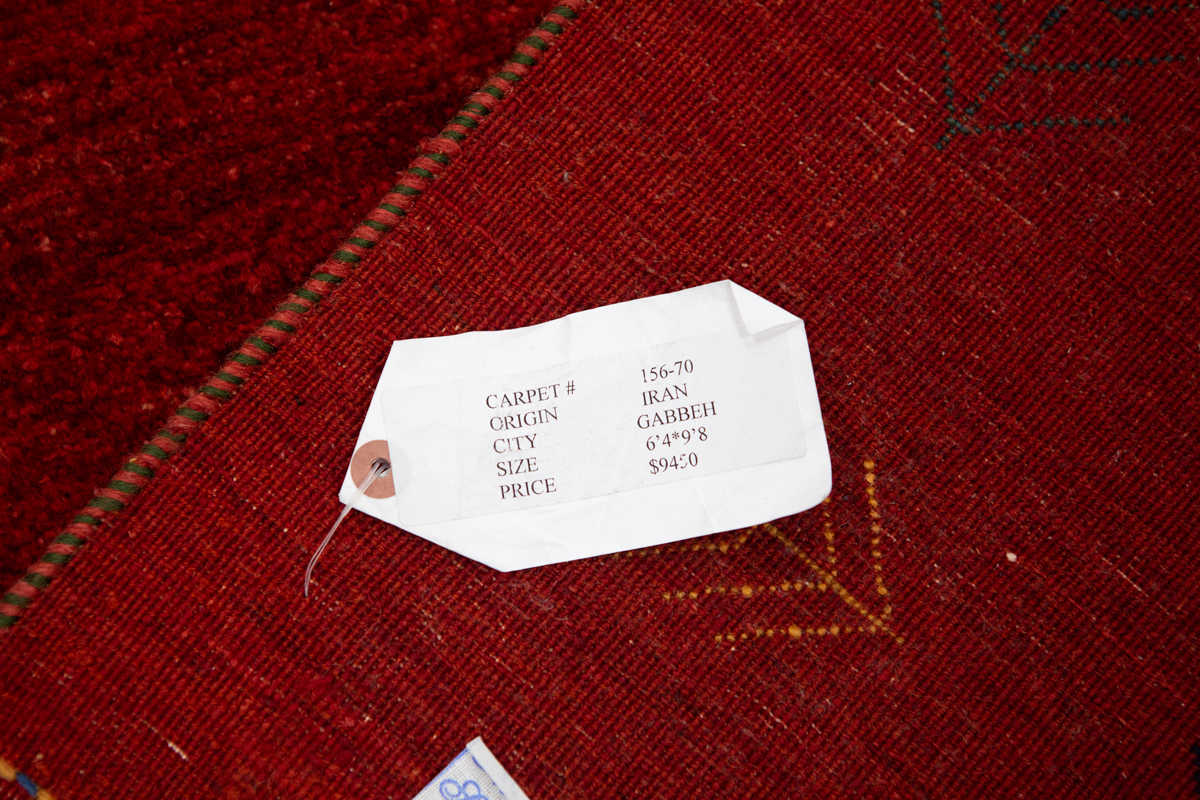 CARPET # 156-70
ORIGIN IRAN
CITY GABBEH
SIZE 6'4*9'8
PRICE $9450